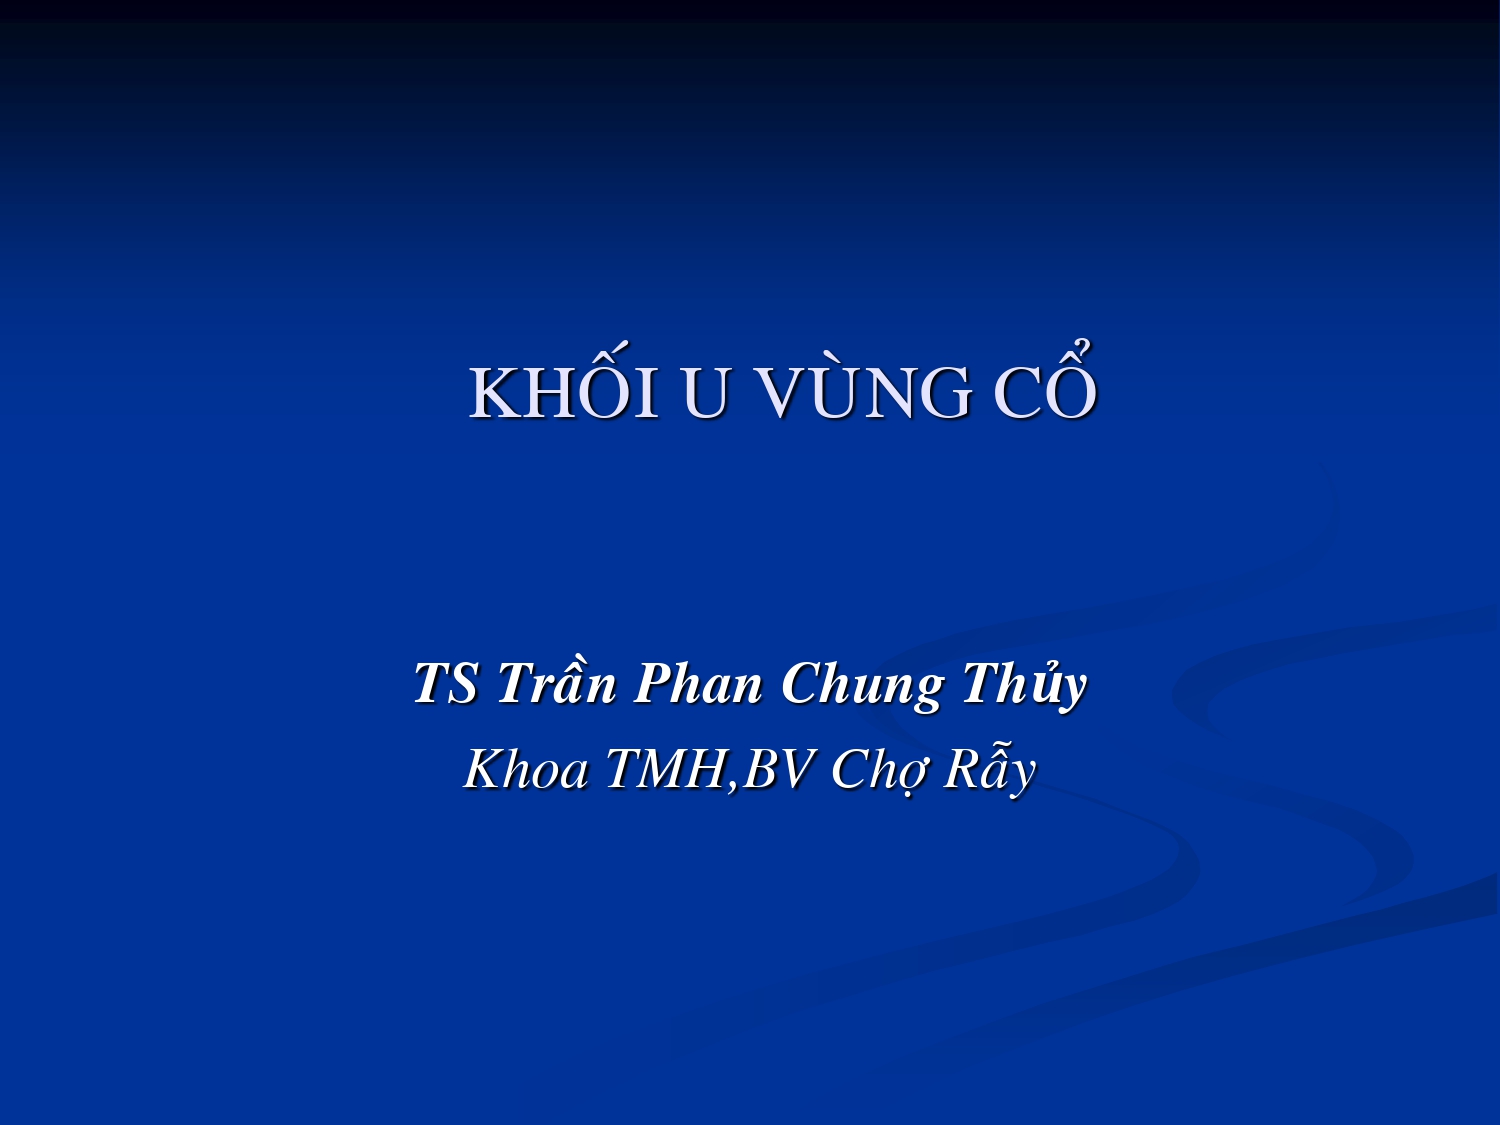 KHỐI U VÙNG CỔ
TS Trần Phan Chung Thủy
Khoa TMH,BV Chợ Rẫy